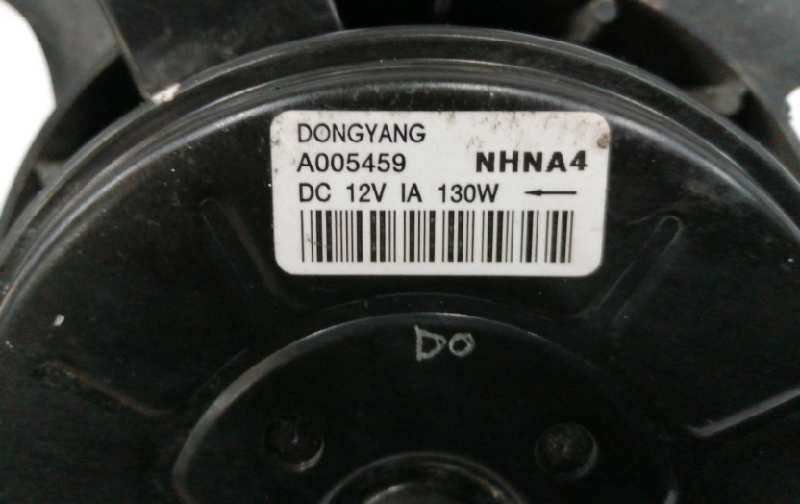 DONGYANG
A005459 NHNA4
DC 12V IA 130W ←
DO